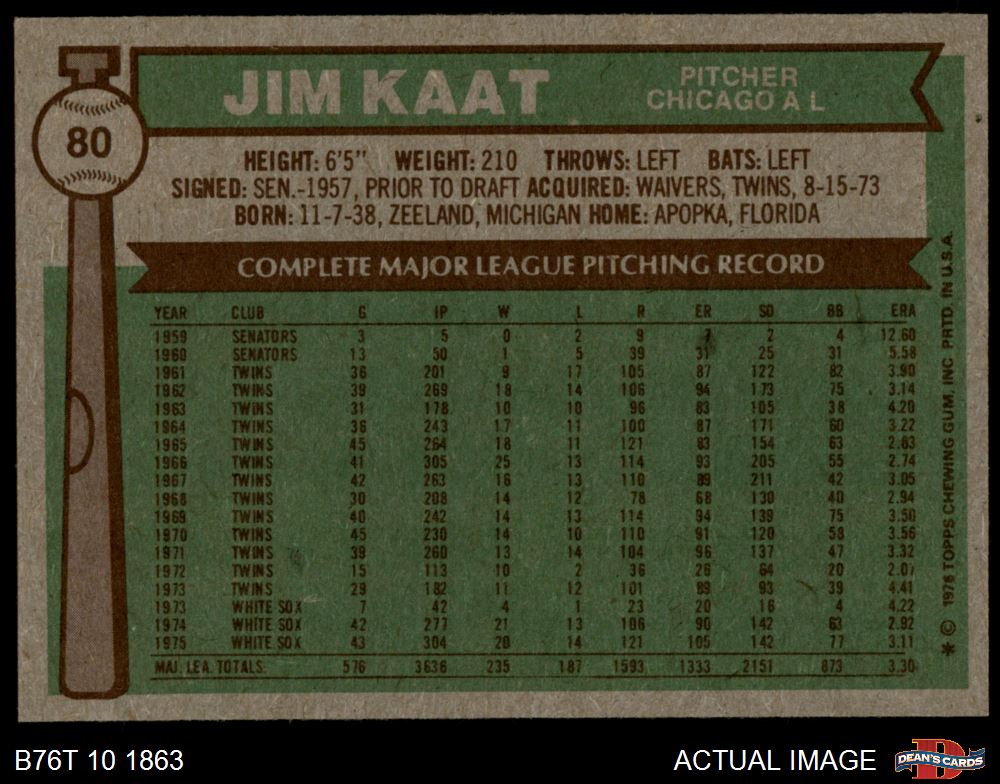 80
JIM KAAT
PITCHER
CHICAGO A L
HEIGHT: 6'5" WEIGHT: 210 THROWS: LEFT BATS: LEFT
SIGNED: SEN.-1957, PRIOR TO DRAFT ACQUIRED: WAIVERS, TWINS, 8-15-73
BORN: 11-7-38, ZEELAND, MICHIGAN HOME: APOPKA, FLORIDA
COMPLETE MAJOR LEAGUE PITCHING RECORD
YEAR CLUB G IP W L R ER SO BB ERA
1959 SENATORS 3 5 0 2 9 7 2 4 12.60
1960 SENATORS 13 50 1 5 39 31 25 31 5.58
1961 TWINS 36 201 9 17 105 87 122 82 3.90
1962 TWINS 39 269 18 14 106 94 173 75 3.14
1963 TWINS 31 178 10 10 96 83 105 38 4.20
1964 TWINS 36 243 17 11 100 87 171 60 3.22
1965 TWINS 45 264 18 11 121 83 154 63 2.83
1966 TWINS 41 305 25 13 114 93 205 55 2.74
1967 TWINS 42 263 16 13 110 89 211 42 3.05
1968 TWINS 30 208 14 12 78 68 130 40 2.94
1969 TWINS 40 242 14 13 114 94 139 75 3.50
1970 TWINS 45 230 14 10 110 91 120 58 3.56
1971 TWINS 39 260 13 14 104 96 137 47 3.32
1972 TWINS 15 113 10 2 36 26 64 20 2.07
1973 TWINS 29 182 11 12 101 89 93 39 4.41
1973 WHITE SOX 7 42 4 1 23 20 16 4 4.22
1974 WHITE SOX 42 277 21 13 106 90 142 63 2.92
1975 WHITE SOX 43 304 20 14 121 105 142 77 3.11
MAJ. LEA. TOTALS 576 3636 235 187 1593 1333 2151 873 3.30
* © 1976 TOPPS CHEWING GUM, INC PRTD. IN U.S.A.
B76T 10 1863
ACTUAL IMAGE
D
DEAN'S CARDS